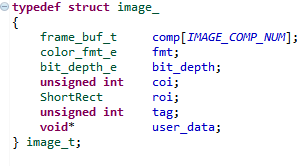 typedef struct image_
{
frame_buf_t comp[IMAGE_COMP_NUM];
color_fmt_e fmt;
bit_depth_e bit_depth;
unsigned int coi;
ShortRect roi;
unsigned int tag;
void* user_data;
} image_t;